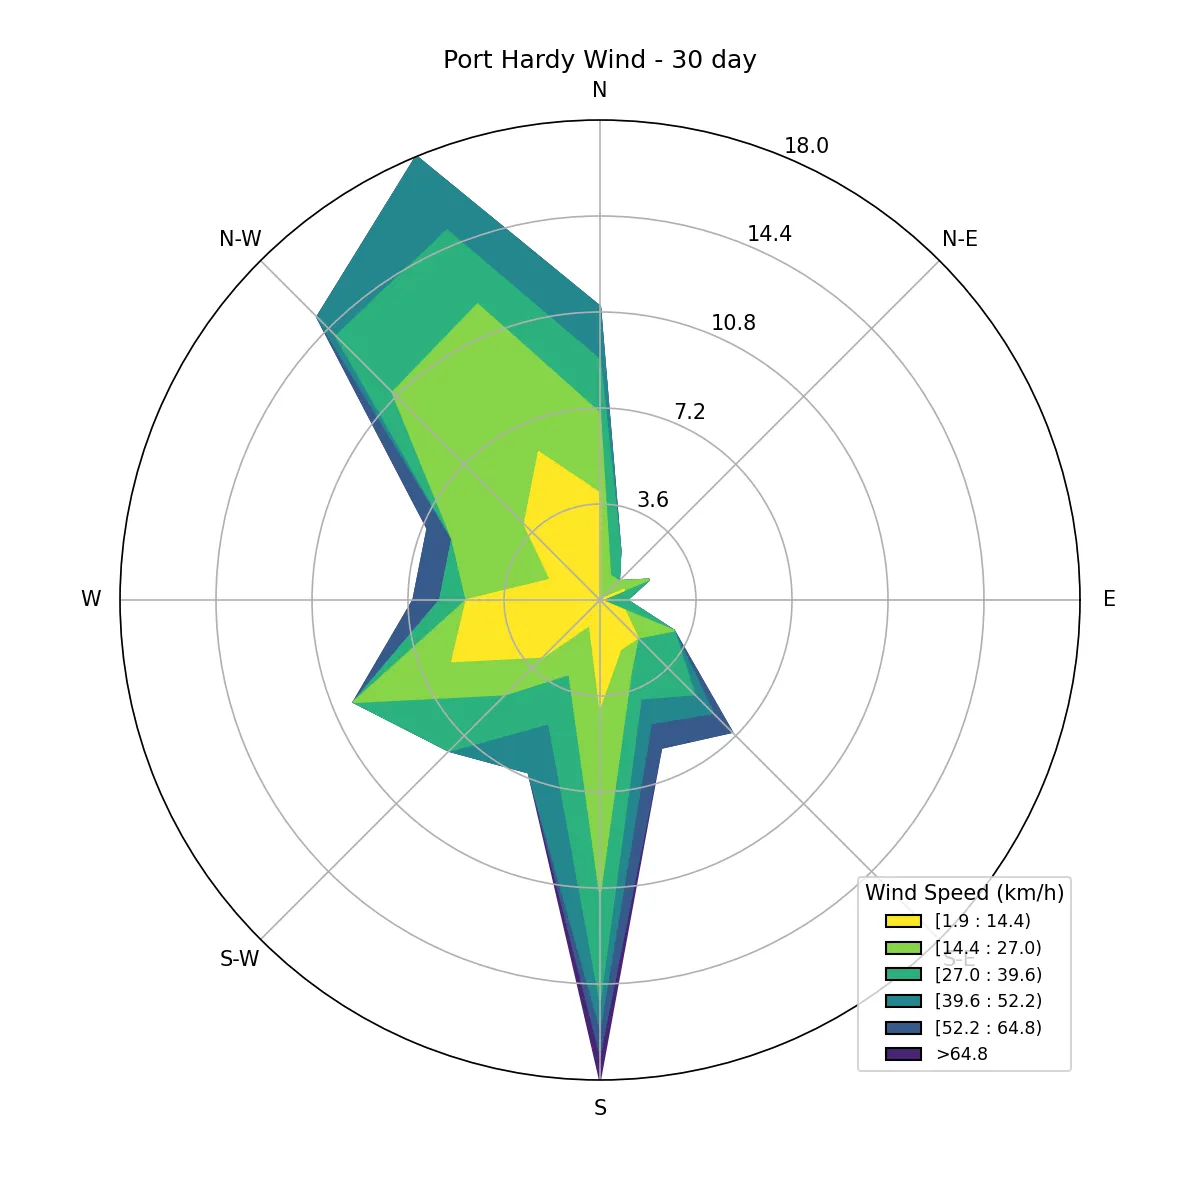 Port Hardy Wind - 30 day
N
18.0
N-W
14.4
N-E
10.8
7.2
3.6
W
E
S-W
S-E
S
Wind Speed (km/h)
[1.9 : 14.4)
[14.4 : 27.0)
[27.0 : 39.6)
[39.6 : 52.2)
[52.2 : 64.8)
>64.8